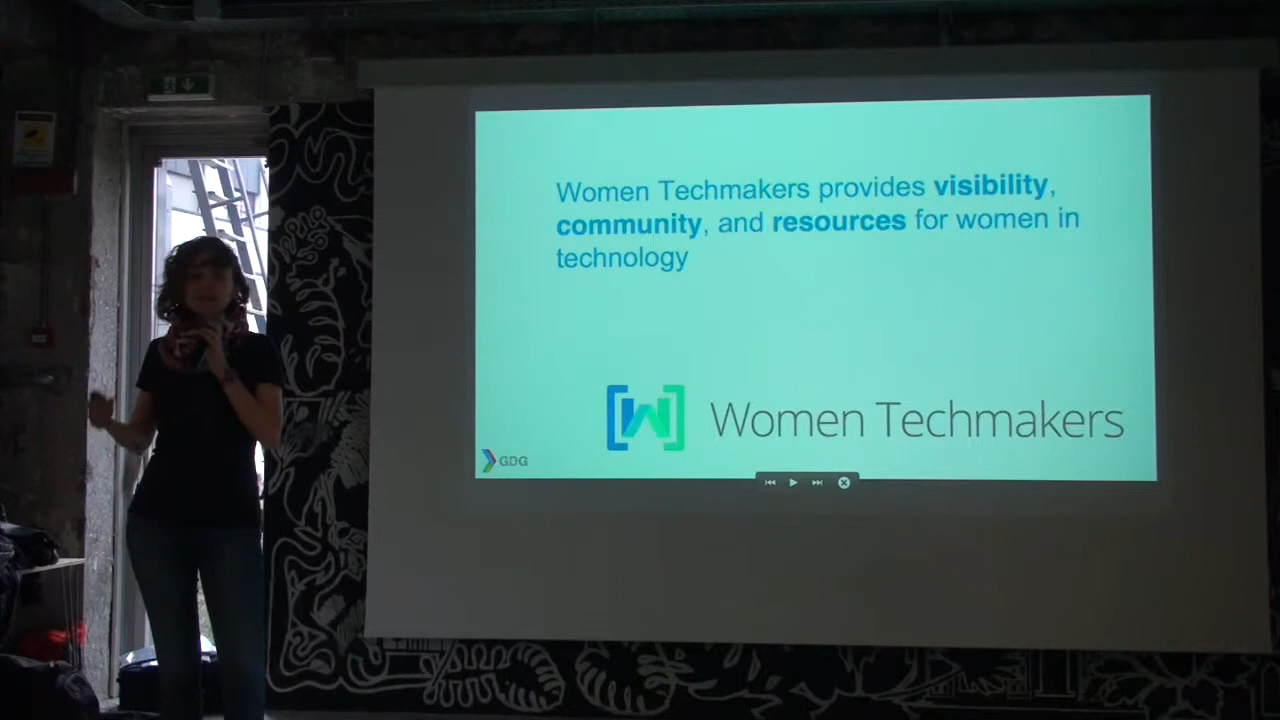 Women Techmakers provides visibility,
community, and resources for women in
technology
[W] Women Techmakers
GDG